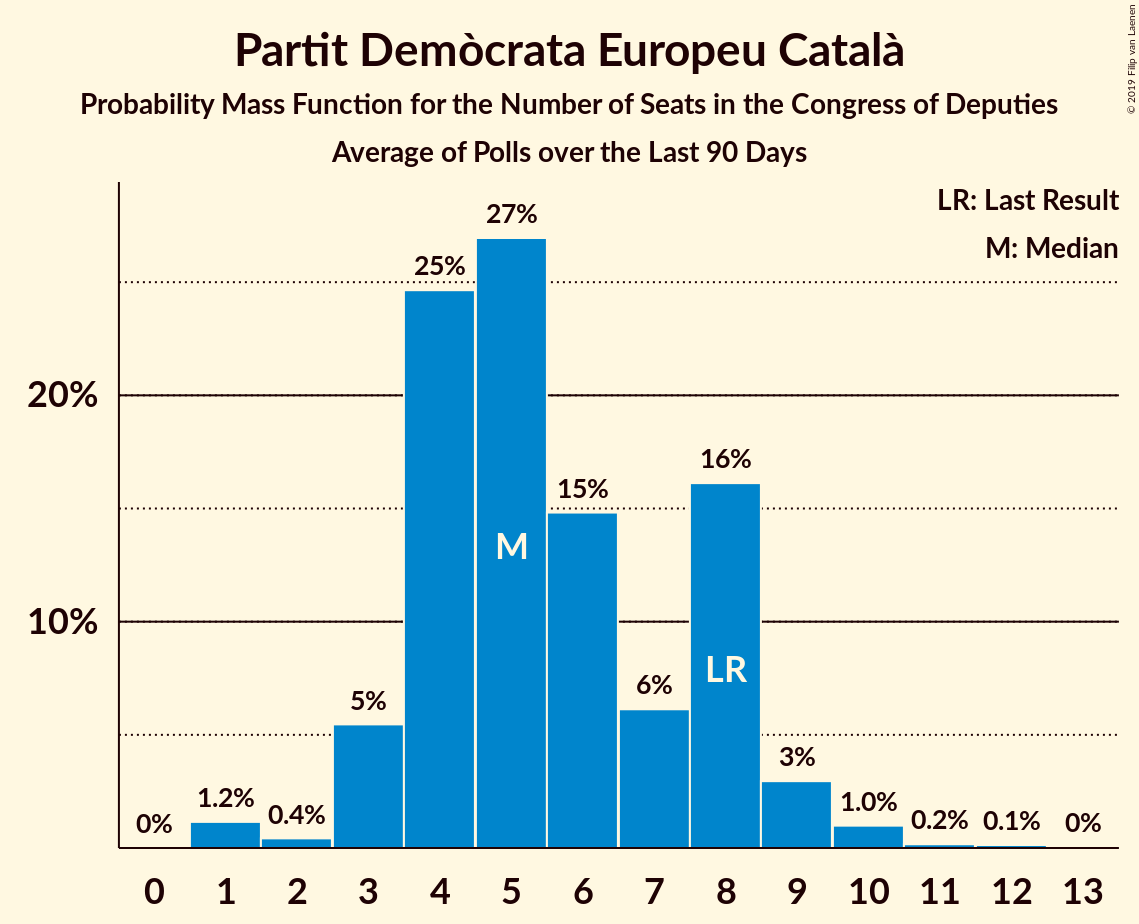 Partit Demòcrata Europeu Català
Probability Mass Function for the Number of Seats in the Congress of Deputies
Average of Polls over the Last 90 Days
© 2019 Filip van Laenen
LR: Last Result
M: Median
20%
10%
0%
1.2%
0.4%
5%
25%
27%
15%
6%
16%
3%
1.0%
0.2%
0.1%
0%
M
LR
0 1 2 3 4 5 6 7 8 9 10 11 12 13